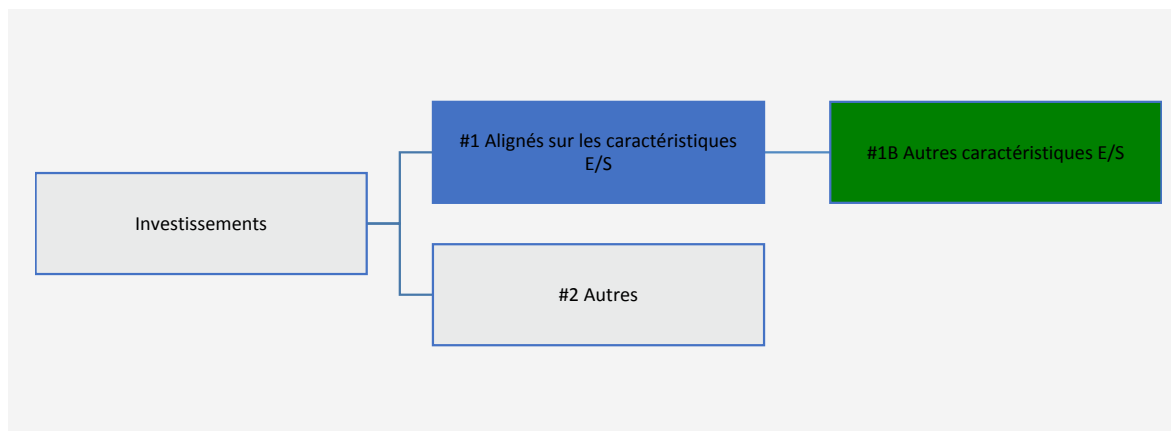 #1 Alignés sur les caractéristiques
E/S
#1B Autres caractéristiques E/S
Investissements
#2 Autres